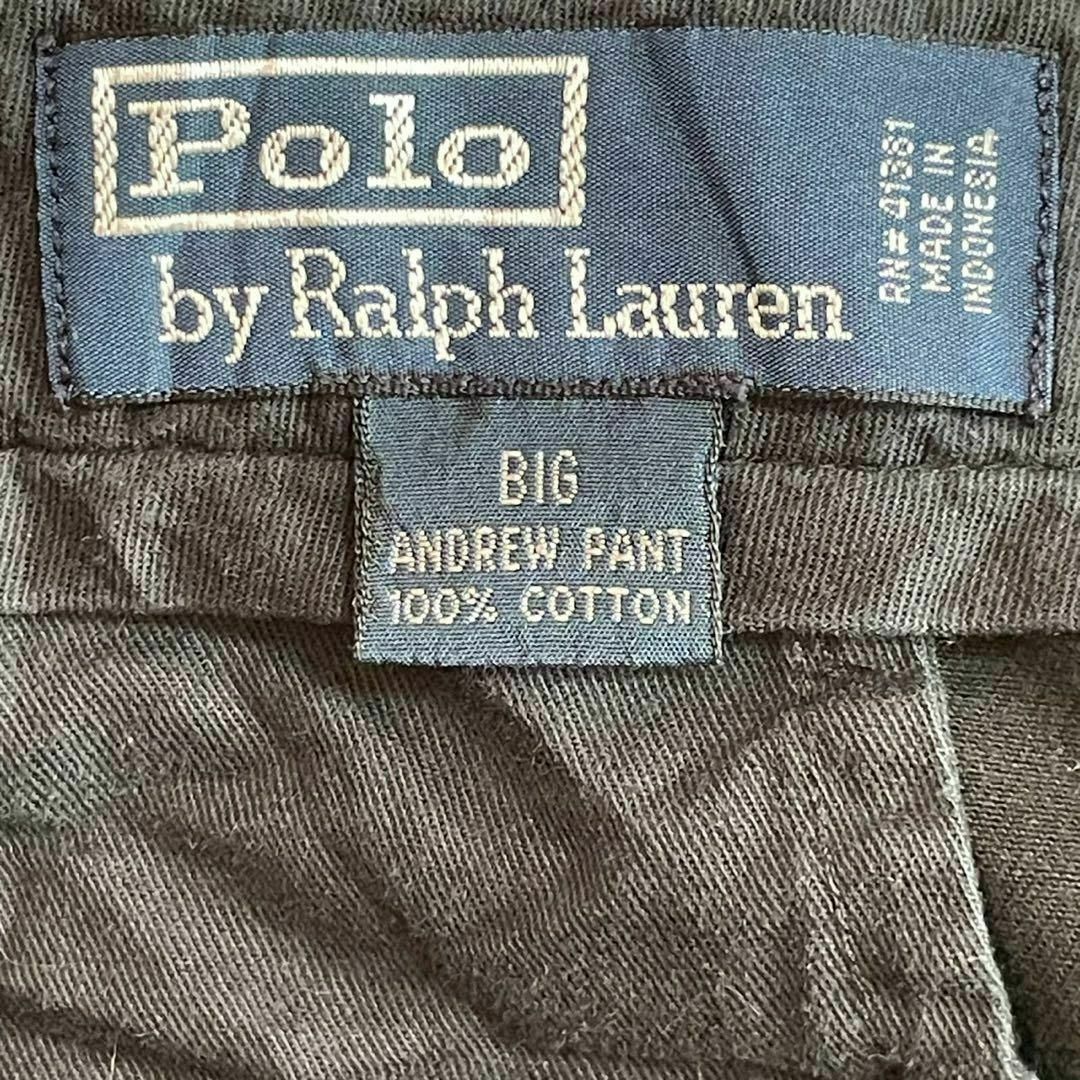 Polo
by Ralph Lauren
RN# 41381
MADE IN
INDONESIA
BIG
ANDREW PANT
100% COTTON